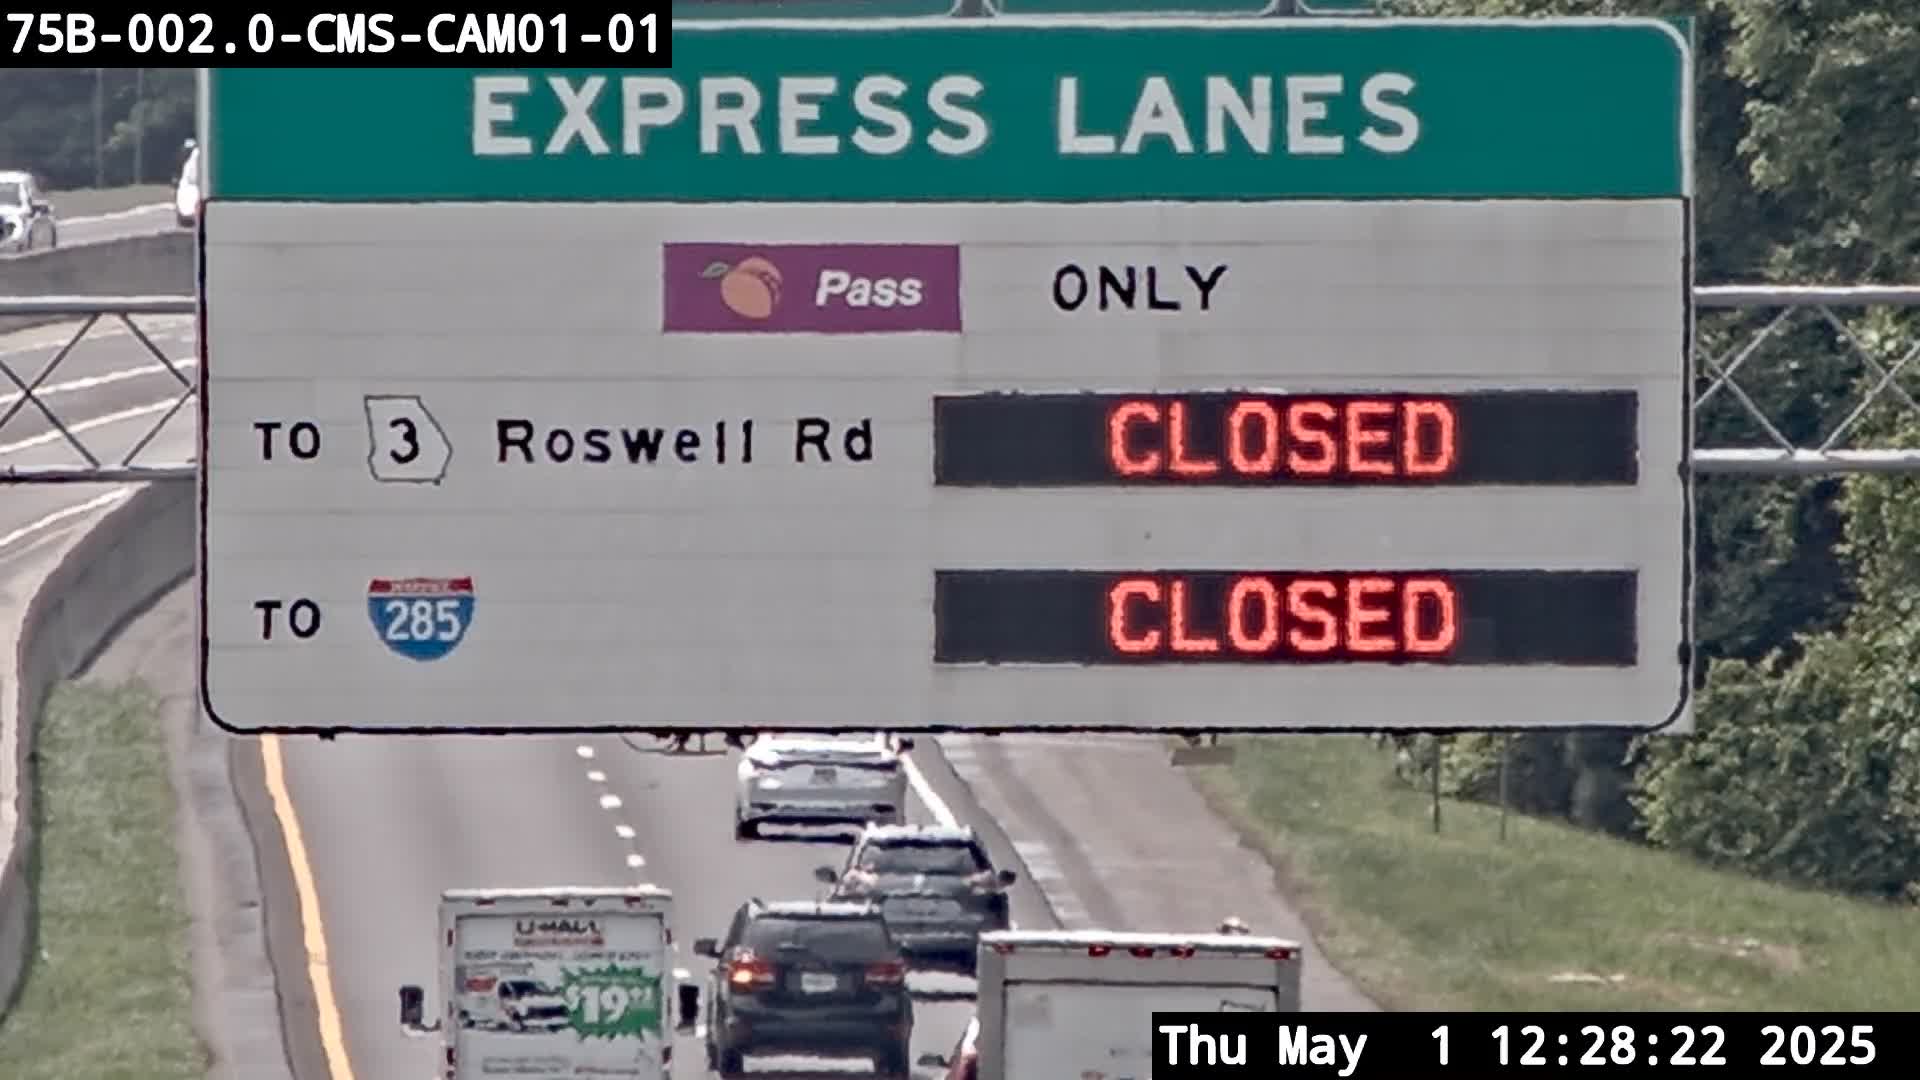 75B-002.0-CMS-CAM01-01
EXPRESS LANES
Pass ONLY
TO 3 Roswell Rd CLOSED
TO 285 CLOSED
U-HAUL
$19
Thu May 1 12:28:22 2025